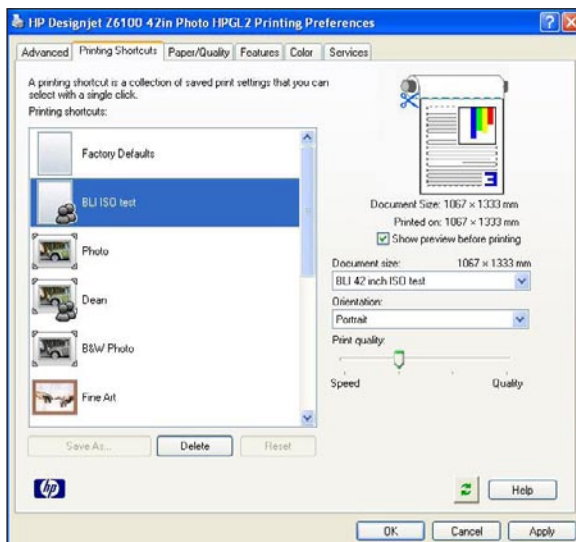 HP Designjet Z6100 42in Photo HPGL2 Printing Preferences
Advanced Printing Shortcuts Paper/Quality Features Color Services
A printing shortcut is a collection of saved print settings that you can
select with a single click.
Printing shortcuts:
Factory Defaults
BLI ISO test
Photo
Dean
B&W Photo
Fine Art
Save As... Delete Reset
3
Document Size: 1067 × 1333 mm
Printed on: 1067 × 1333 mm
Show preview before printing
Document size: 1067 × 1333 mm
BLI 42 inch ISO test
Orientation:
Portrait
Print quality:
Speed Quality
hp
Help
OK Cancel Apply